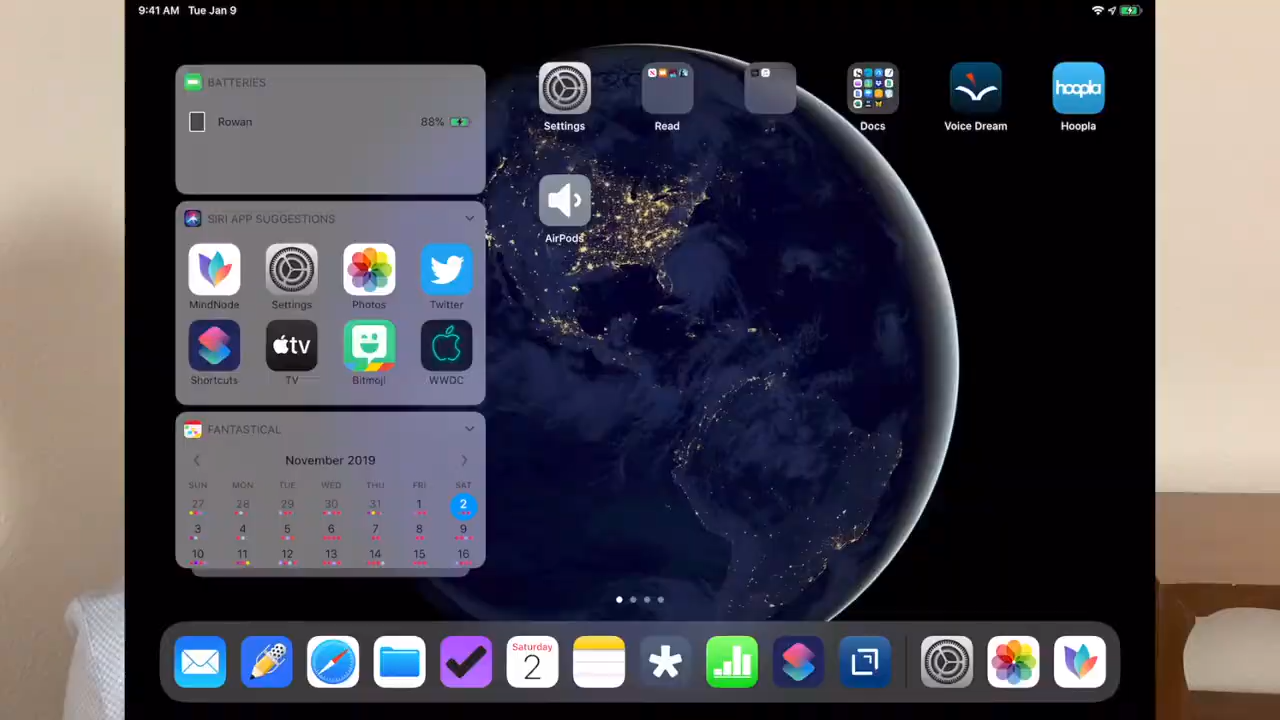 9:41 AM Tue Jan 9
BATTERIES
Rowan 88%
SIRI APP SUGGESTIONS
MindNode Settings Photos Twitter
tv
Shortcuts TV Bitmoji WWDC
FANTASTICAL
November 2019
SUN MON TUE WED THU FRI SAT
27 28 29 30 31 1 2
3 4 5 6 7 8 9
10 11 12 13 14 15 16
hoopla
Settings Read Docs Voice Dream Hoopla
AirPods
Saturday
2